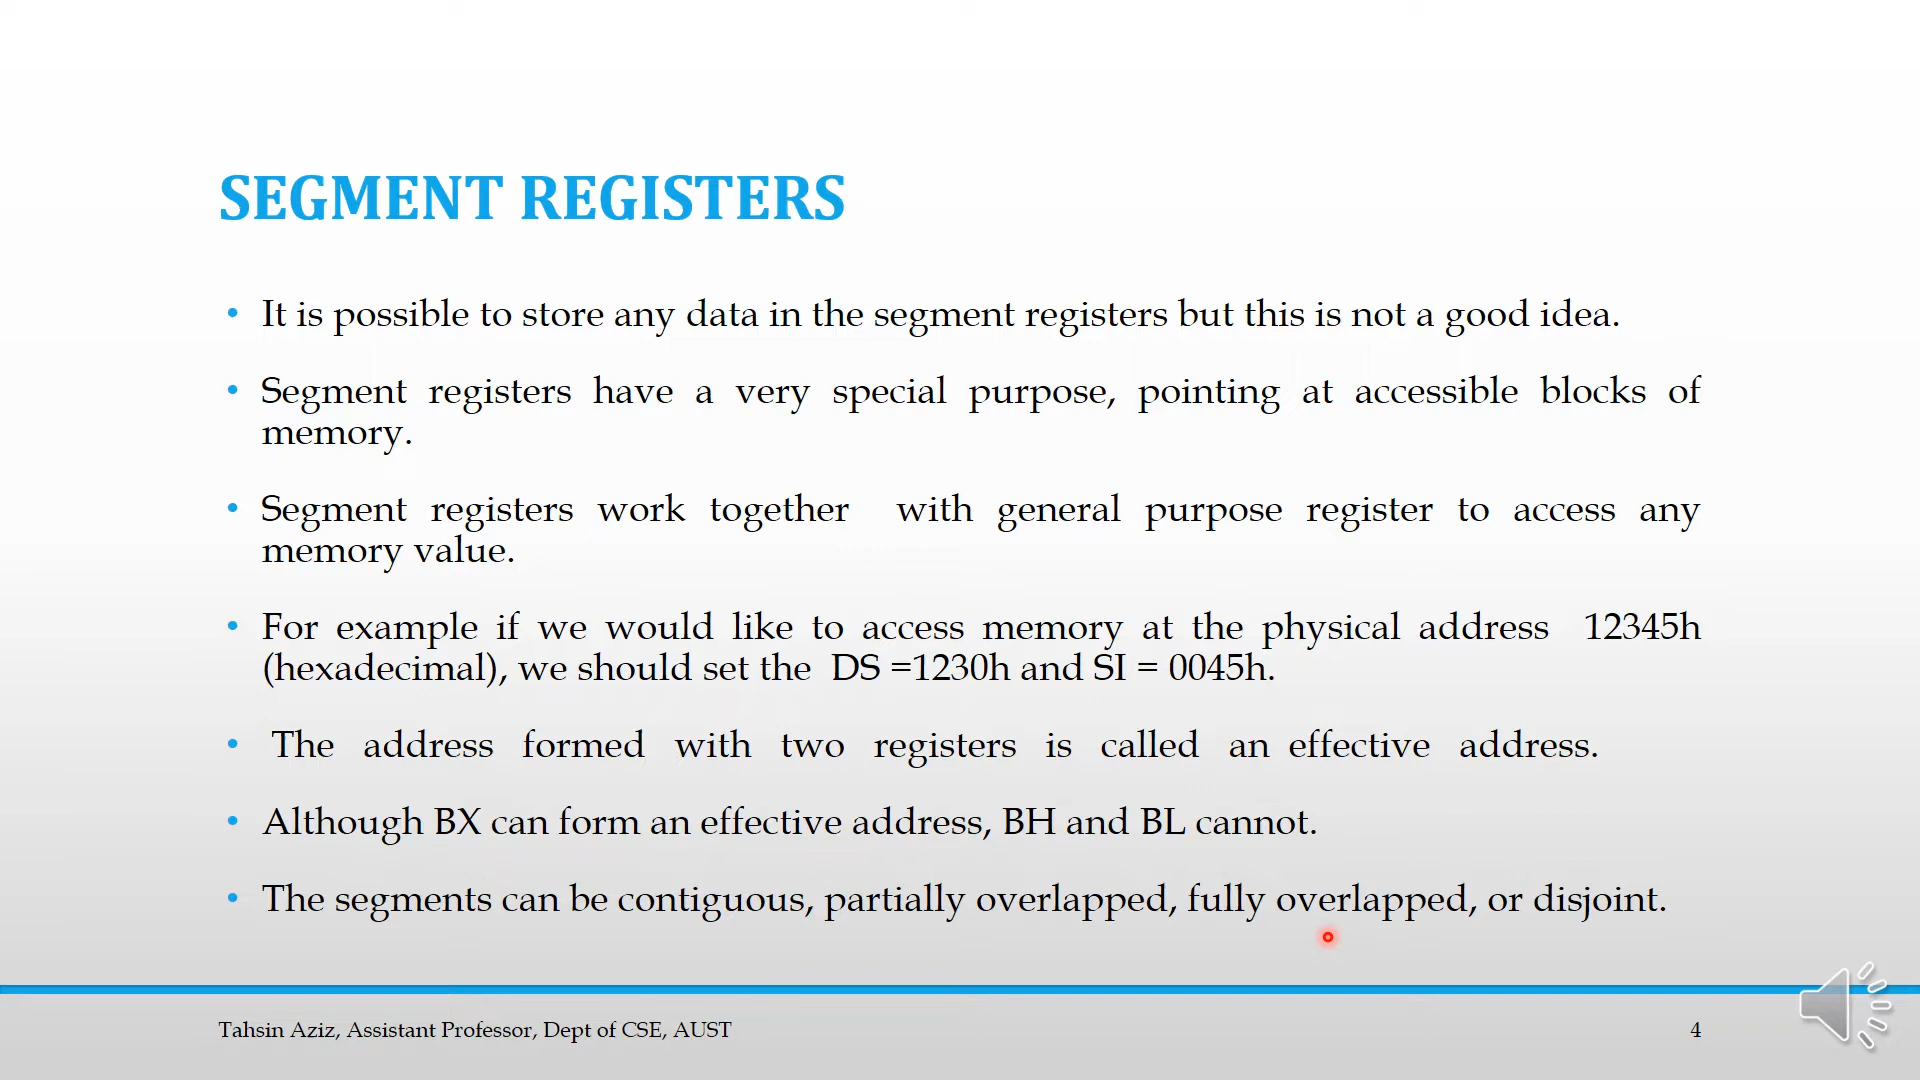 SEGMENT REGISTERS
• It is possible to store any data in the segment registers but this is not a good idea.
• Segment registers have a very special purpose, pointing at accessible blocks of
memory.
• Segment registers work together with general purpose register to access any
memory value.
• For example if we would like to access memory at the physical address 12345h
(hexadecimal), we should set the DS =1230h and SI = 0045h.
• The address formed with two registers is called an effective address.
• Although BX can form an effective address, BH and BL cannot.
• The segments can be contiguous, partially overlapped, fully overlapped, or disjoint.
Tahsin Aziz, Assistant Professor, Dept of CSE, AUST
4